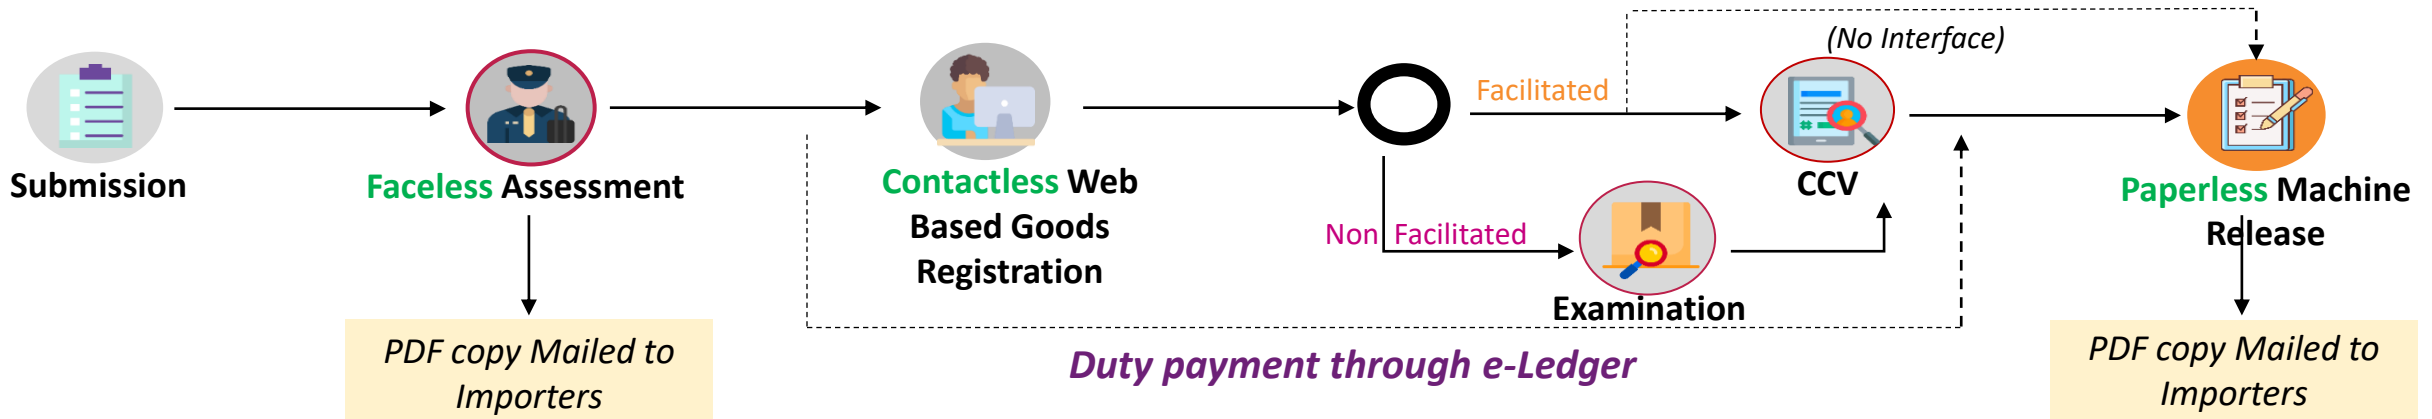 Submission
Faceless Assessment
PDF copy Mailed to
Importers
Contactless Web
Based Goods
Registration
Facilitated
Non Facilitated
(No Interface)
CCV
Examination
Duty payment through e-Ledger
Paperless Machine
Release
PDF copy Mailed to
Importers